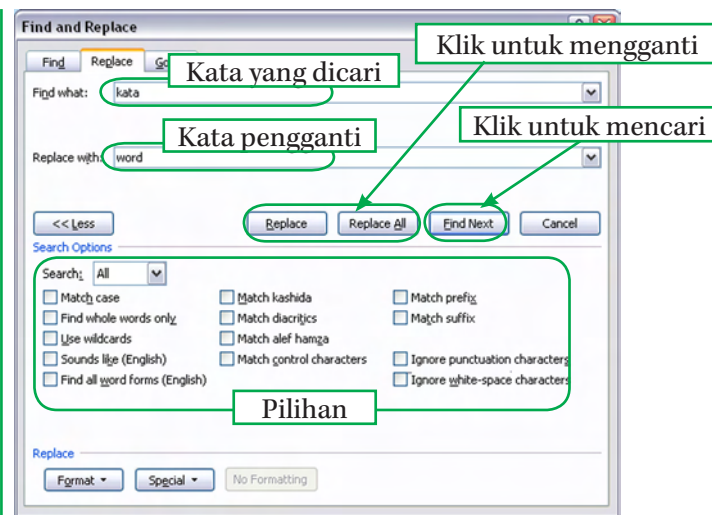 Find and Replace
Klik untuk mengganti
Find Replace
Kata yang dicari
Find what: kata
Kata pengganti
Klik untuk mencari
Replace with: word
<< Less Replace Replace All Find Next Cancel
Search Options
Search: All
Match case Match kashida Match prefix
Find whole words only Match diacritics Match suffix
Use wildcards Match alef hamza
Sounds like (English) Match control characters Ignore punctuation characters
Find all word forms (English) Ignore white-space characters
Pilihan
Replace
Format Special No Formatting